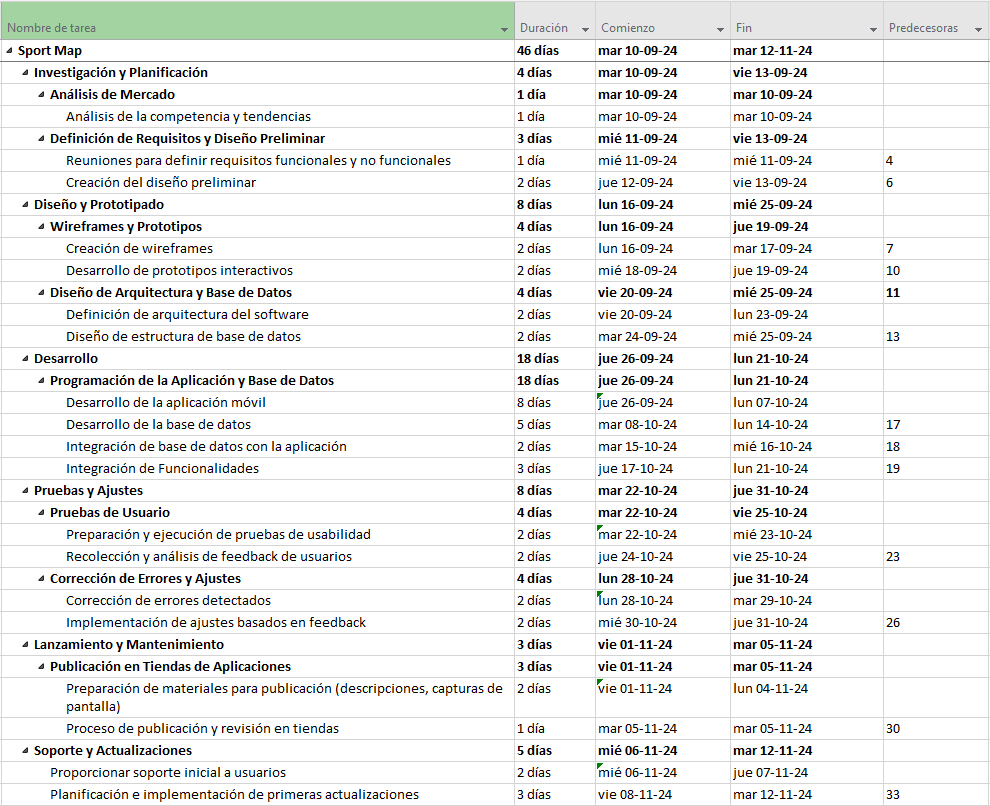 Nombre de tarea Duración Comienzo Fin Predecesoras
Sport Map 46 días mar 10-09-24 mar 12-11-24
Investigación y Planificación 4 días mar 10-09-24 vie 13-09-24
Análisis de Mercado 1 día mar 10-09-24 mar 10-09-24
Análisis de la competencia y tendencias 1 día mar 10-09-24 mar 10-09-24
Definición de Requisitos y Diseño Preliminar 3 días mié 11-09-24 vie 13-09-24
Reuniones para definir requisitos funcionales y no funcionales 1 día mié 11-09-24 mié 11-09-24 4
Creación del diseño preliminar 2 días jue 12-09-24 vie 13-09-24 6
Diseño y Prototipado 8 días lun 16-09-24 mié 25-09-24
Wireframes y Prototipos 4 días lun 16-09-24 jue 19-09-24
Creación de wireframes 2 días lun 16-09-24 mar 17-09-24 7
Desarrollo de prototipos interactivos 2 días mié 18-09-24 jue 19-09-24 10
Diseño de Arquitectura y Base de Datos 4 días vie 20-09-24 mié 25-09-24 11
Definición de arquitectura del software 2 días vie 20-09-24 lun 23-09-24
Diseño de estructura de base de datos 2 días mar 24-09-24 mié 25-09-24 13
Desarrollo 18 días jue 26-09-24 lun 21-10-24
Programación de la Aplicación y Base de Datos 18 días jue 26-09-24 lun 21-10-24
Desarrollo de la aplicación móvil 8 días jue 26-09-24 lun 07-10-24
Desarrollo de la base de datos 5 días mar 08-10-24 lun 14-10-24 17
Integración de base de datos con la aplicación 2 días mar 15-10-24 mié 16-10-24 18
Integración de Funcionalidades 3 días jue 17-10-24 lun 21-10-24 19
Pruebas y Ajustes 8 días mar 22-10-24 jue 31-10-24
Pruebas de Usuario 4 días mar 22-10-24 vie 25-10-24
Preparación y ejecución de pruebas de usabilidad 2 días mar 22-10-24 mié 23-10-24
Recolección y análisis de feedback de usuarios 2 días jue 24-10-24 vie 25-10-24 23
Corrección de Errores y Ajustes 4 días lun 28-10-24 jue 31-10-24
Corrección de errores detectados 2 días lun 28-10-24 mar 29-10-24
Implementación de ajustes basados en feedback 2 días mié 30-10-24 jue 31-10-24 26
Lanzamiento y Mantenimiento 3 días vie 01-11-24 mar 05-11-24
Publicación en Tiendas de Aplicaciones 3 días vie 01-11-24 mar 05-11-24
Preparación de materiales para publicación (descripciones, capturas de 2 días vie 01-11-24 lun 04-11-24
pantalla)
Proceso de publicación y revisión en tiendas 1 día mar 05-11-24 mar 05-11-24 30
Soporte y Actualizaciones 5 días mié 06-11-24 mar 12-11-24
Proporcionar soporte inicial a usuarios 2 días mié 06-11-24 jue 07-11-24
Planificación e implementación de primeras actualizaciones 3 días vie 08-11-24 mar 12-11-24 33